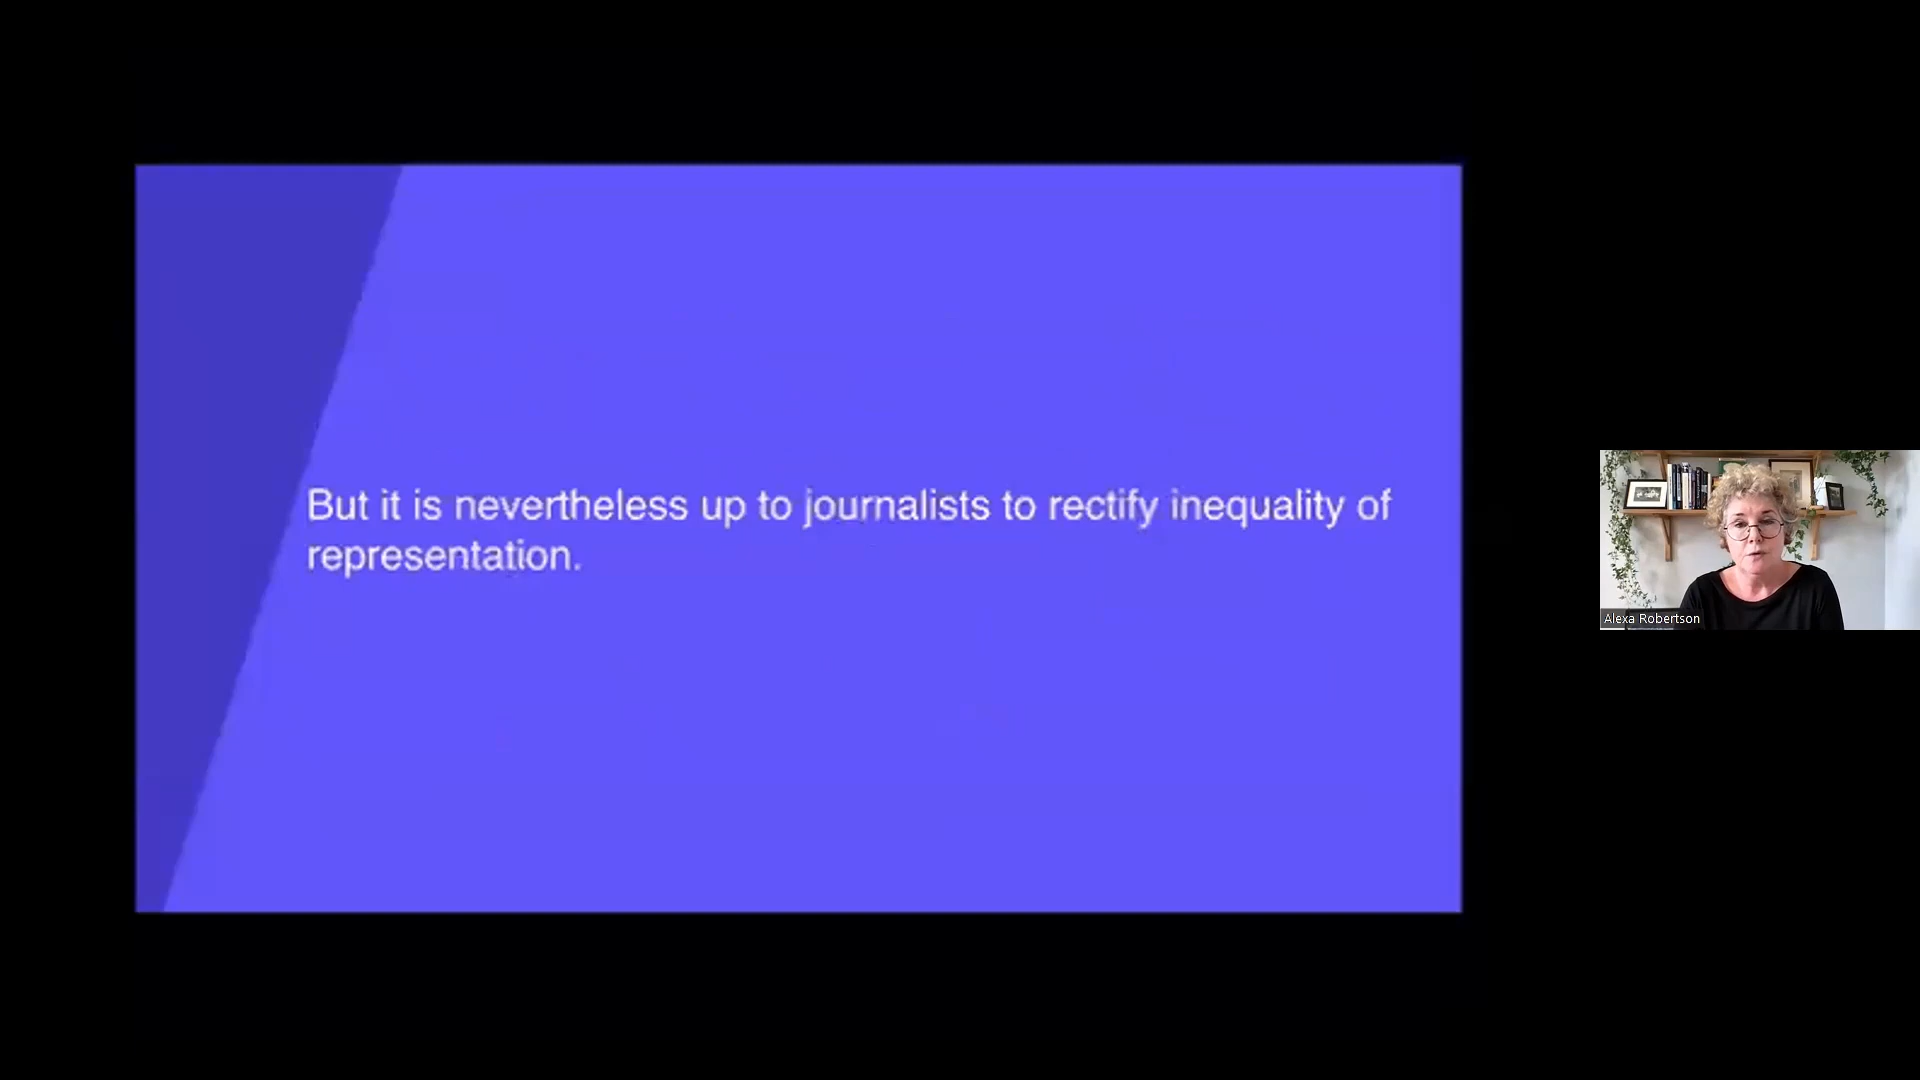 But it is nevertheless up to journalists to rectify inequality of
representation.
Alexa Robertson